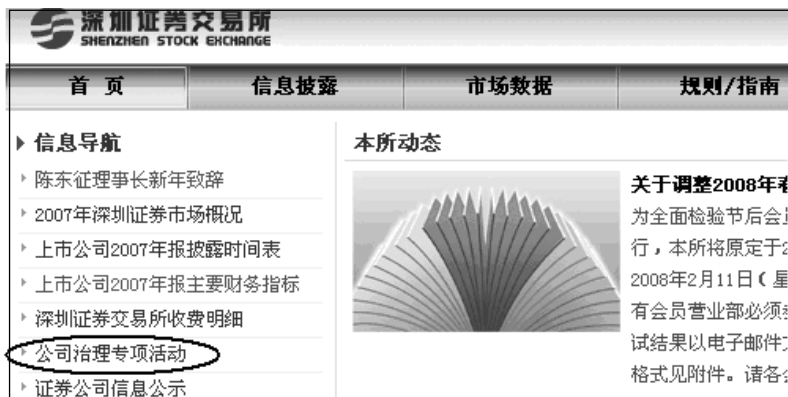 深圳证券交易所
SHENZHEN STOCK EXCHANGE
首 页
信息披露
市场数据
规则/指南
信息导航
陈东征理事长新年致辞
2007年深圳证券市场概况
上市公司2007年报披露时间表
上市公司2007年报主要财务指标
深圳证券交易所收费明细
公司治理专项活动
证券公司信息公示
本所动态
关于调整2008年春
为全面检验节后会员
行，本所将原定于2
2008年2月11日（星
有会员营业部必须
试结果以电子邮件
格式见附件。请各